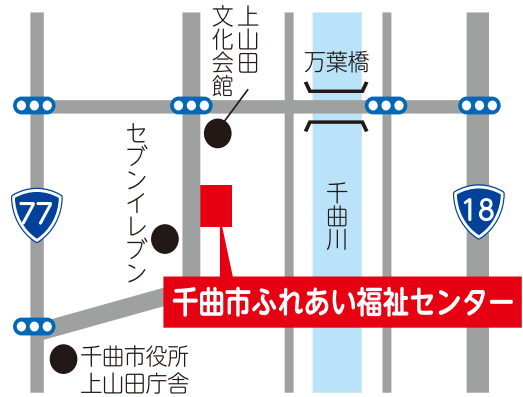 上山田
文化会館
万葉橋
セブンイレブン
千曲川
77
18
千曲市ふれあい福祉センター
千曲市役所
上山田庁舎